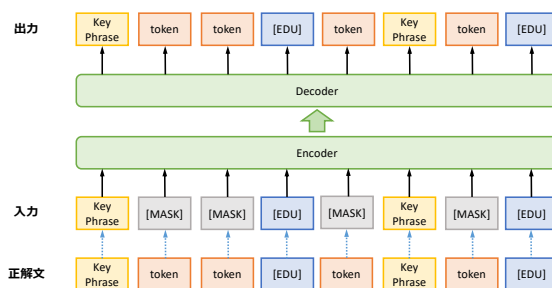 出力
Key Phrase
token
token
[EDU]
token
Key Phrase
token
[EDU]
Decoder
Encoder
入力
Key Phrase
[MASK]
[MASK]
[EDU]
[MASK]
Key Phrase
[MASK]
[EDU]
正解文
Key Phrase
token
token
[EDU]
token
Key Phrase
token
[EDU]